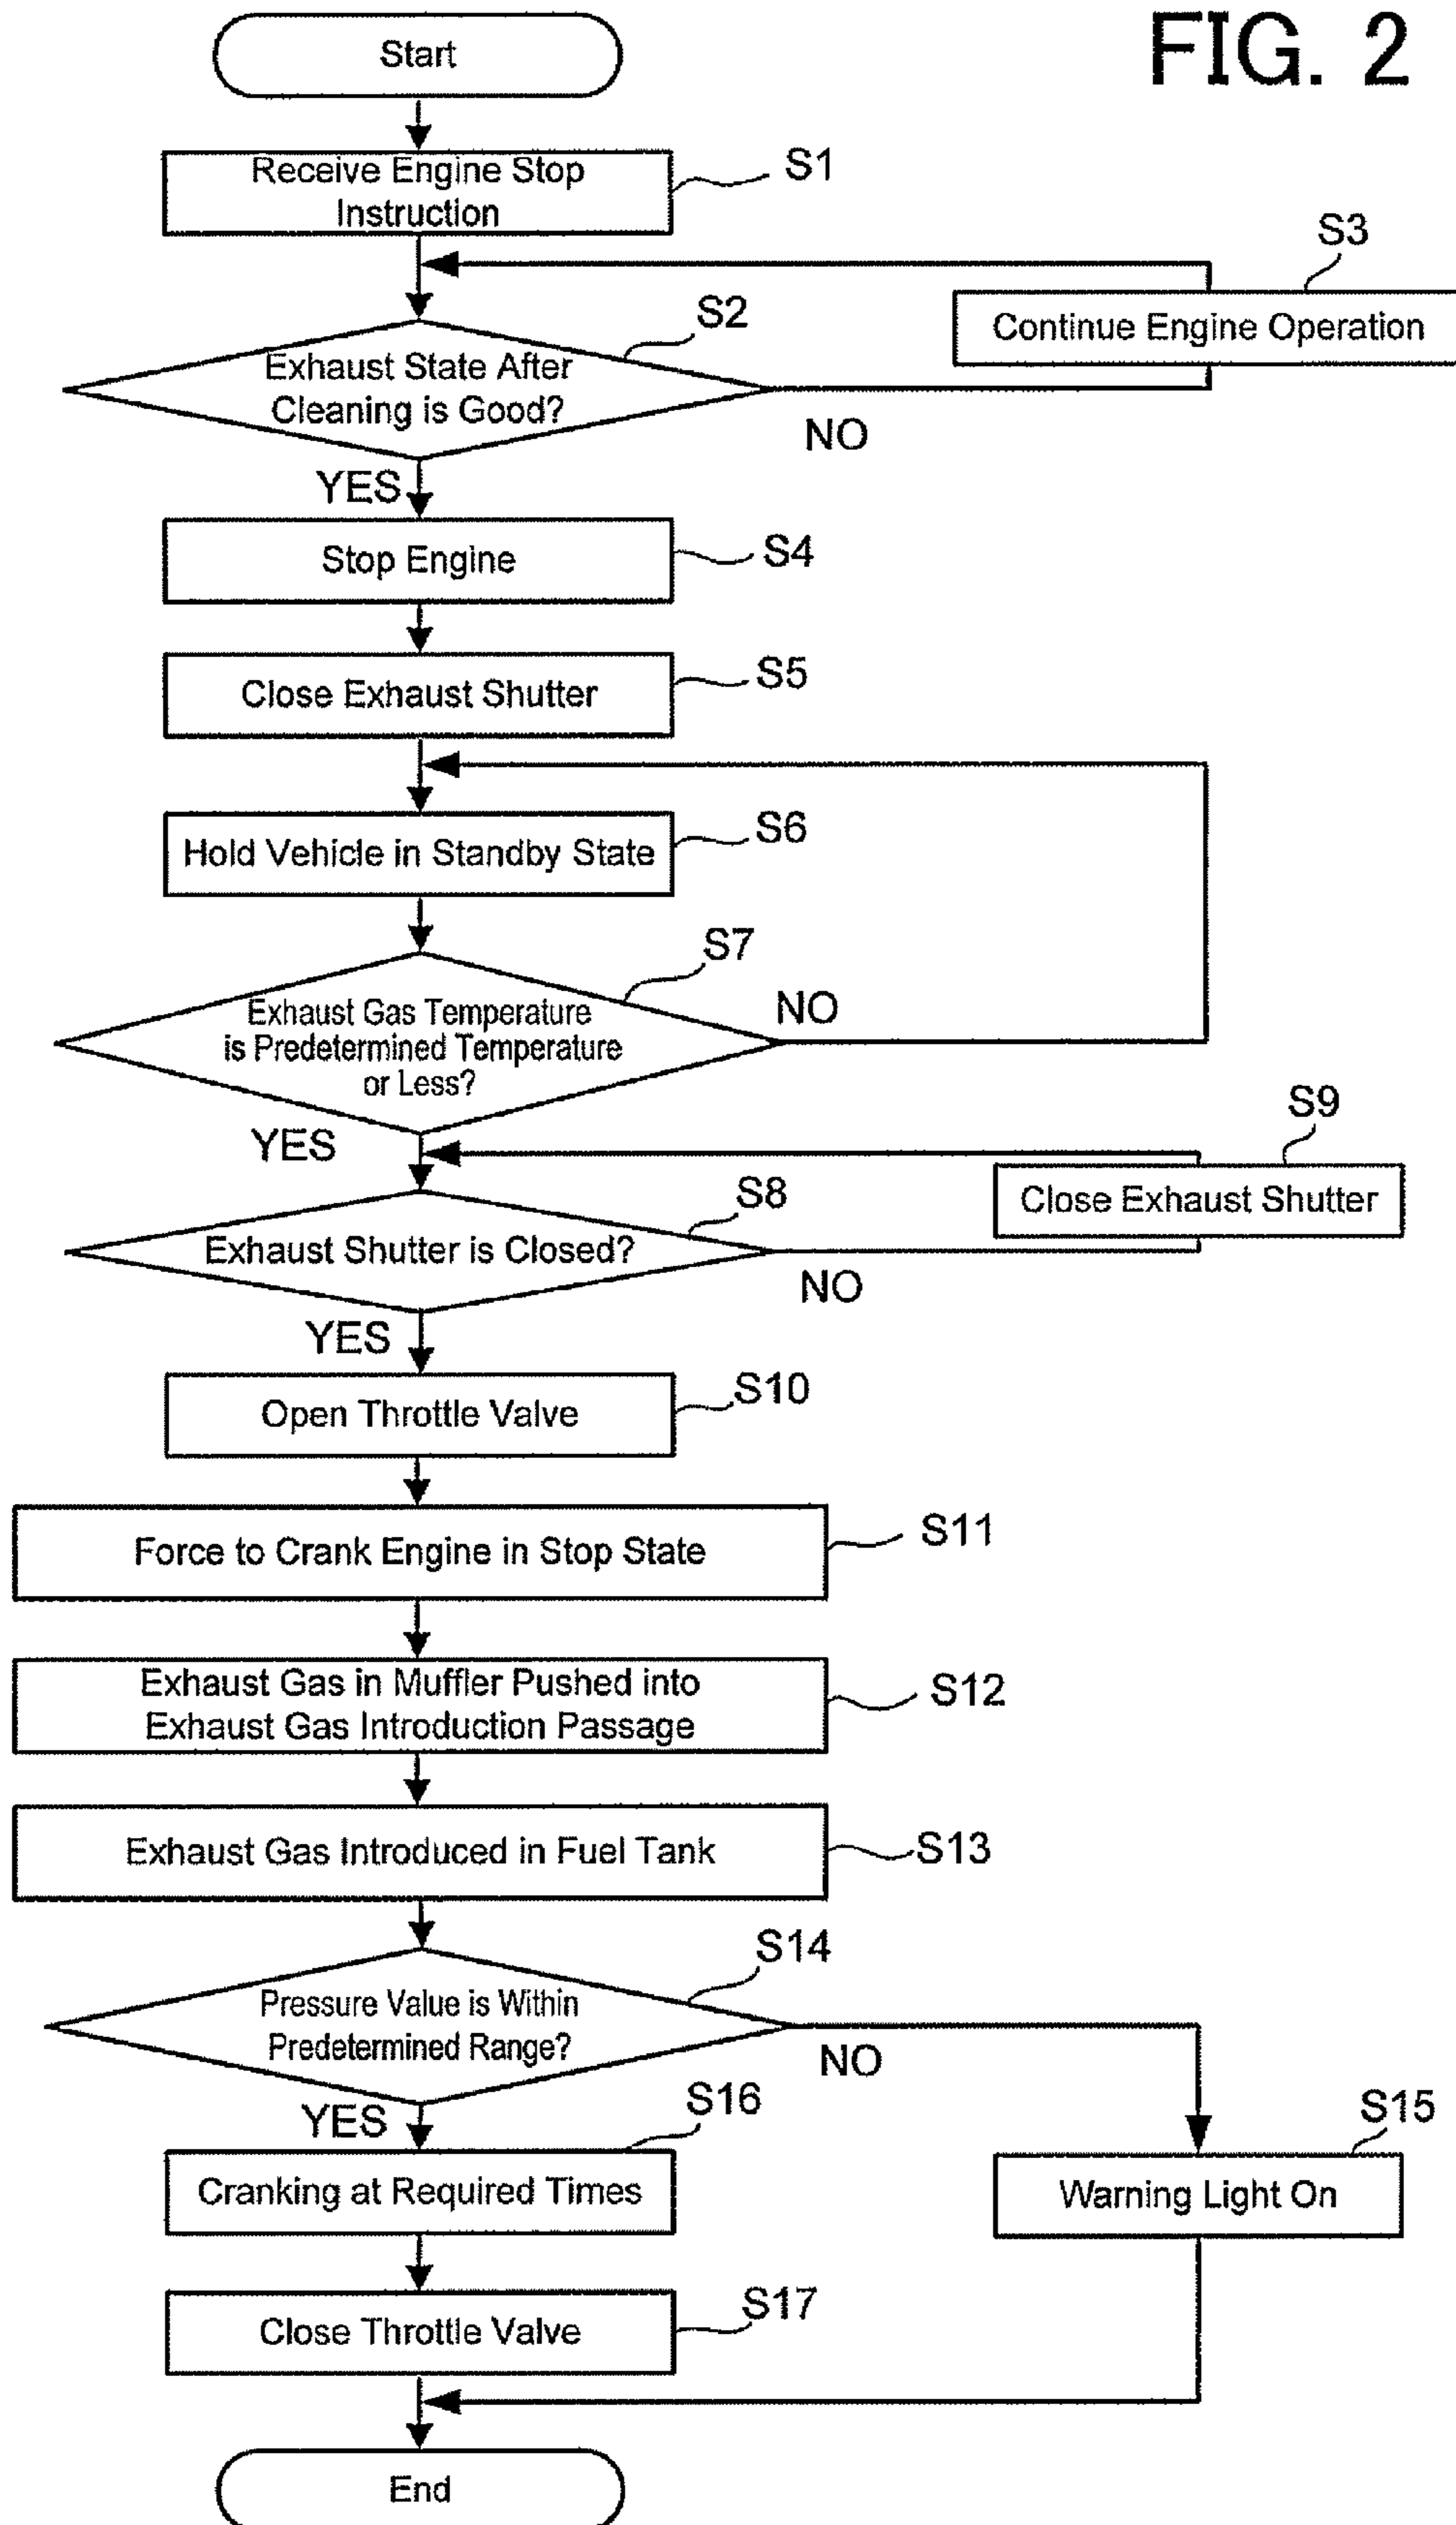 FIG. 2
Start
Receive Engine Stop
Instruction
S1
S3
Continue Engine Operation
S2
Exhaust State After
Cleaning is Good?
NO
YES
Stop Engine
S4
Close Exhaust Shutter
S5
Hold Vehicle in Standby State
S6
S7
Exhaust Gas Temperature
is Predetermined Temperature
or Less?
NO
YES
S9
Close Exhaust Shutter
S8
Exhaust Shutter is Closed?
NO
YES
Open Throttle Valve
S10
Force to Crank Engine in Stop State
S11
Exhaust Gas in Muffler Pushed into
Exhaust Gas Introduction Passage
S12
Exhaust Gas Introduced in Fuel Tank
S13
S14
Pressure Value is Within
Predetermined Range?
NO
YES
S16
Cranking at Required Times
S15
Warning Light On
Close Throttle Valve
S17
End